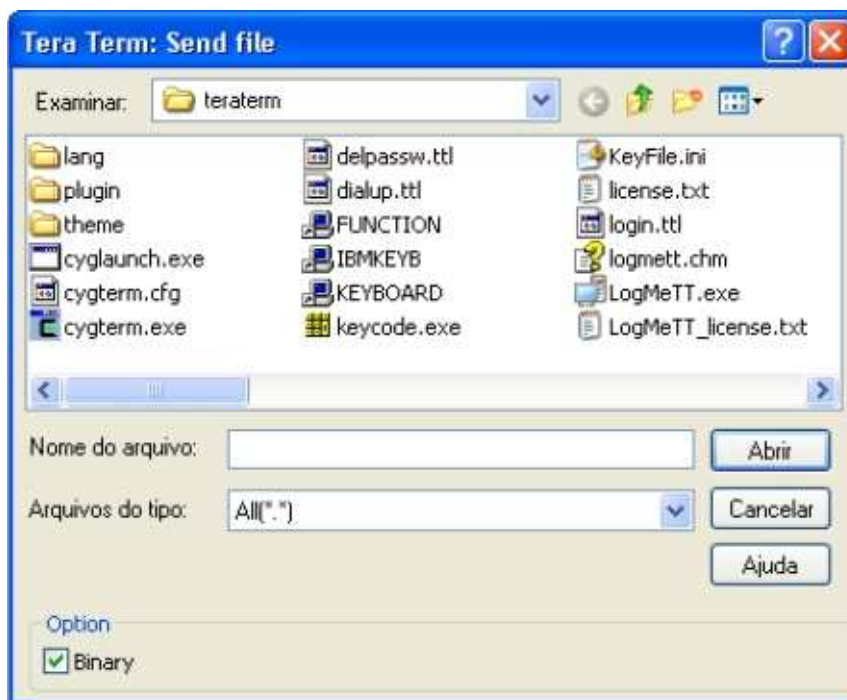 Tera Term: Send file
Examinar: teraterm
lang delpassw.ttl KeyFile.ini
plugin dialup.ttl license.txt
theme FUNCTION login.ttl
cyglaunch.exe IBMKEYB logmett.chm
cygterm.cfg KEYBOARD LogMeTT.exe
cygterm.exe keycode.exe LogMeTT_license.txt
Nome do arquivo: Abrir
Arquivos do tipo: All(*.*) Cancelar
Ajuda
Option
Binary